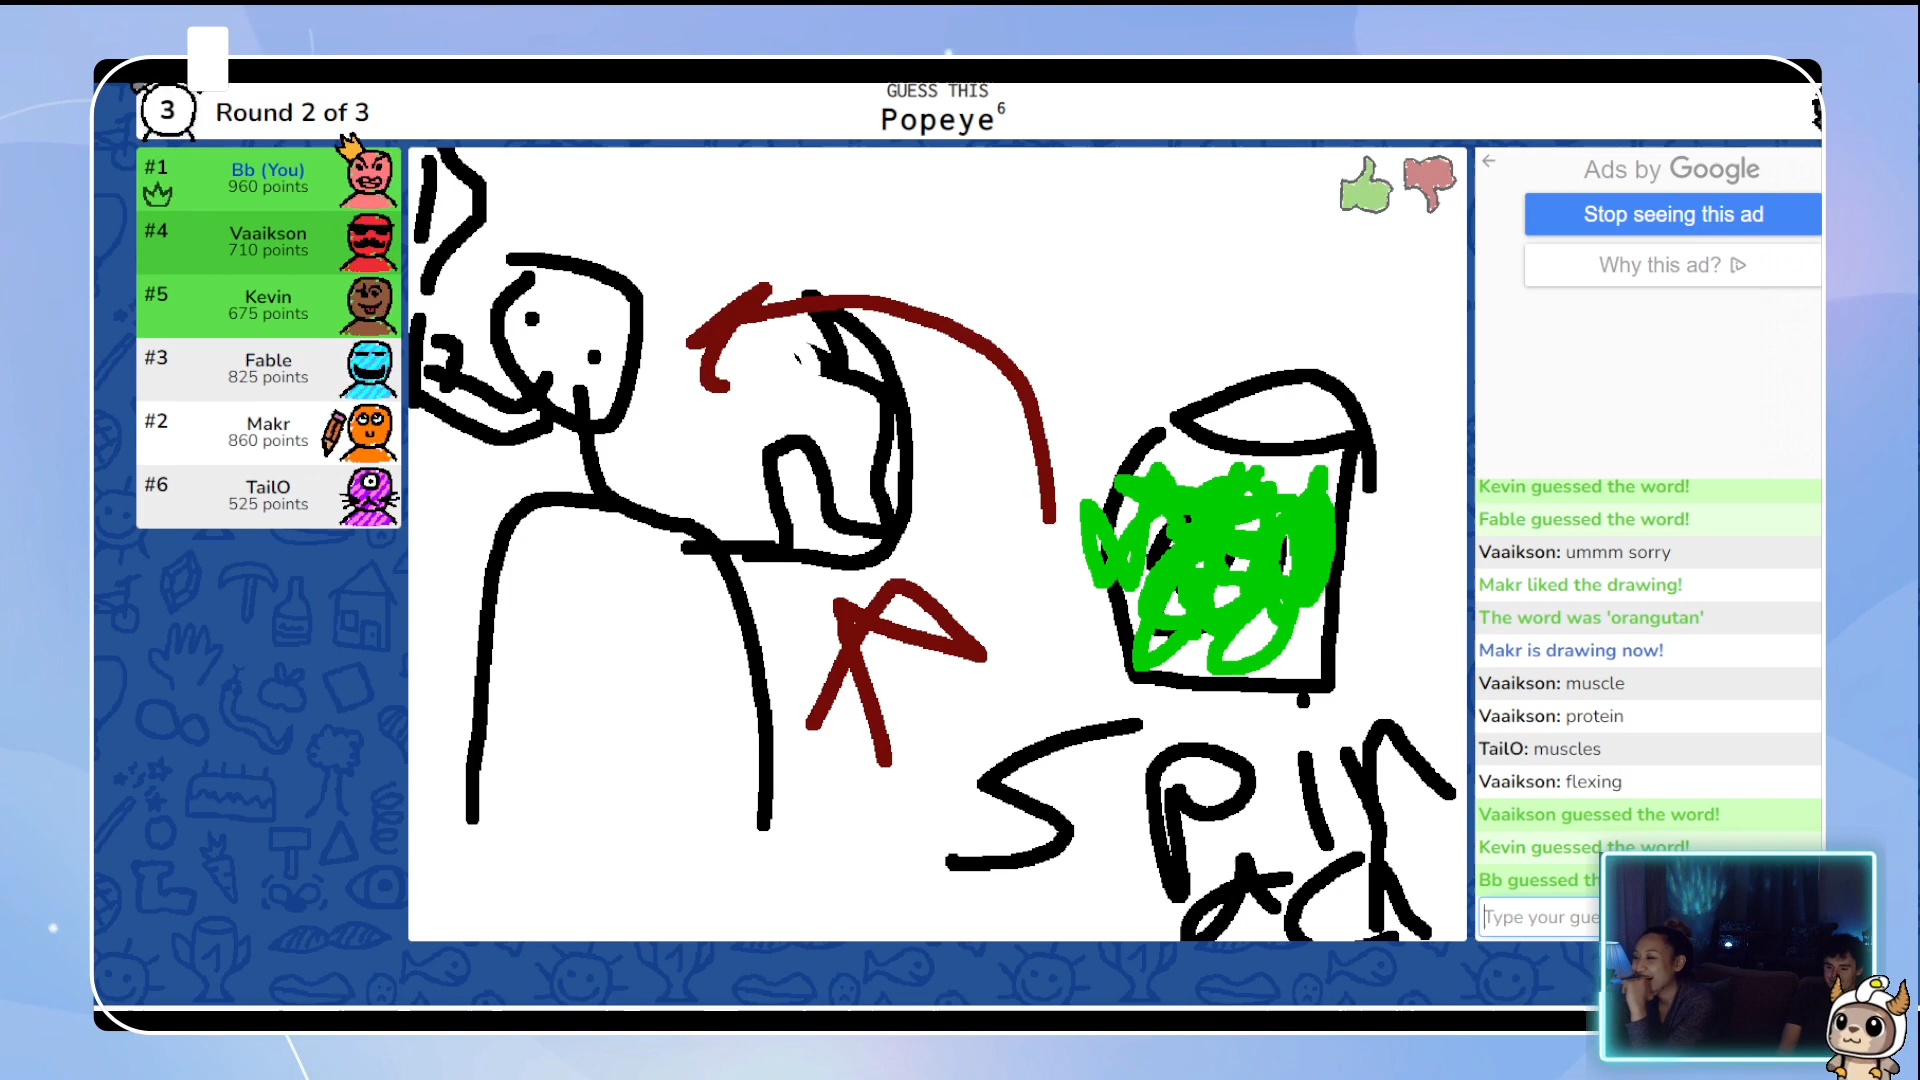 3
Round 2 of 3
GUESS THIS
Popeye 6
#1
Bb (You)
960 points
#4
Vaaikson
710 points
#5
Kevin
675 points
#3
Fable
825 points
#2
Makr
860 points
#6
TailO
525 points
spin
ach
Ads by Google
Stop seeing this ad
Why this ad?
Kevin guessed the word!
Fable guessed the word!
Vaaikson: ummm sorry
Makr liked the drawing!
The word was 'orangutan'
Makr is drawing now!
Vaaikson: muscle
Vaaikson: protein
TailO: muscles
Vaaikson: flexing
Vaaikson guessed the word!
Kevin guessed the word!
Bb guessed th
Type your gue